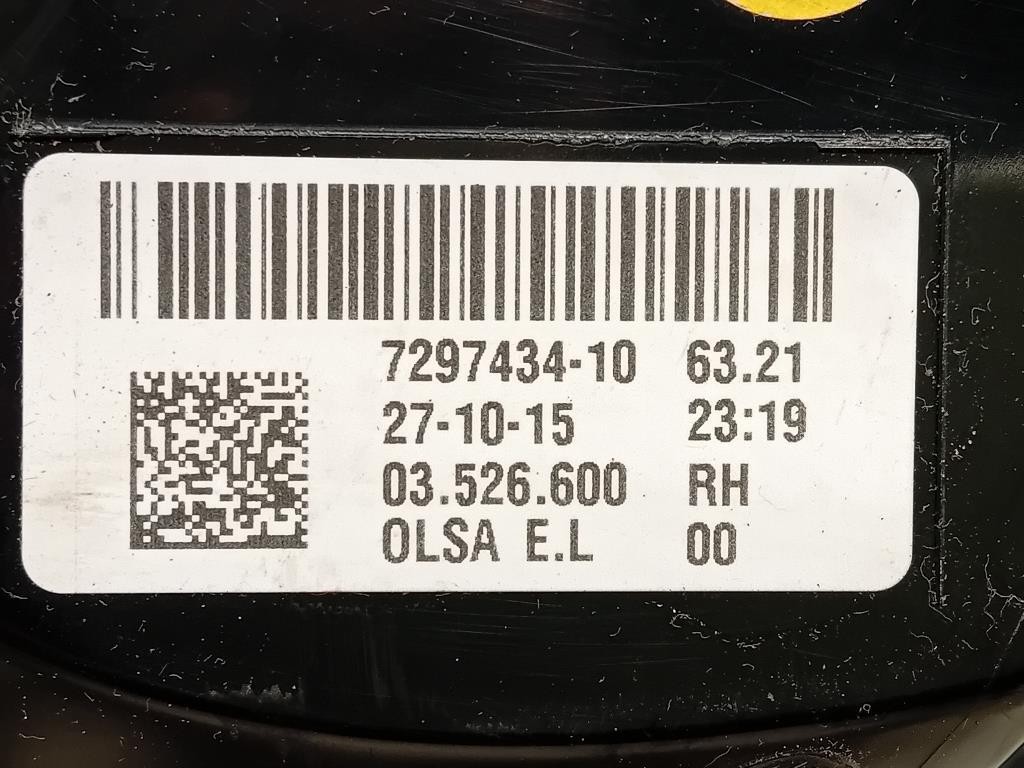 7297434-10 63.21
27-10-15 23:19
03.526.600 RH
OLSA E.L 00